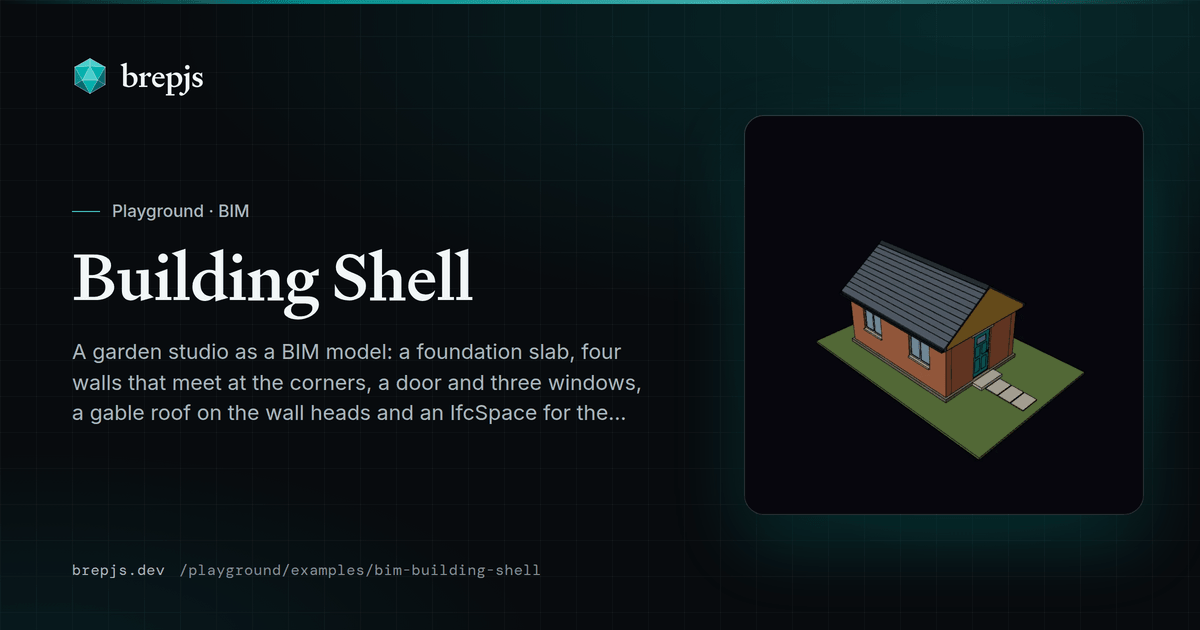 brepjs
Playground · BIM
Building Shell
A garden studio as a BIM model: a foundation slab, four
walls that meet at the corners, a door and three windows,
a gable roof on the wall heads and an IfcSpace for the...
brepjs.dev /playground/examples/bim-building-shell